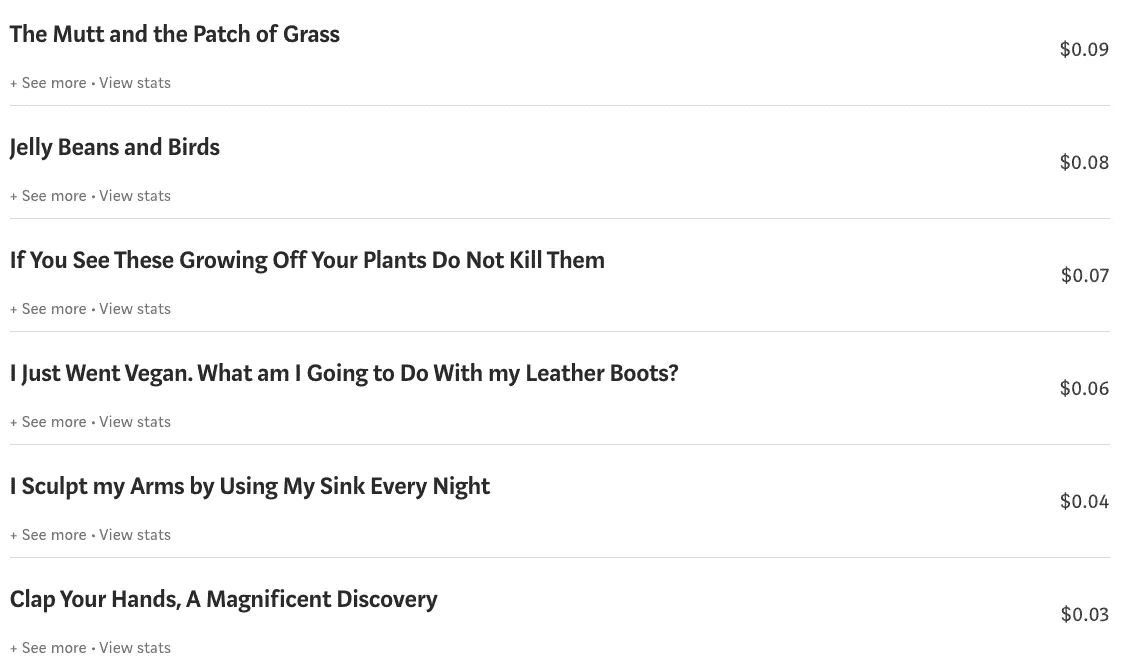 The Mutt and the Patch of Grass
$0.09
+ See more • View stats
Jelly Beans and Birds
$0.08
+ See more • View stats
If You See These Growing Off Your Plants Do Not Kill Them
$0.07
+ See more • View stats
I Just Went Vegan. What am I Going to Do With my Leather Boots?
$0.06
+ See more • View stats
I Sculpt my Arms by Using My Sink Every Night
$0.04
+ See more • View stats
Clap Your Hands, A Magnificent Discovery
$0.03
+ See more • View stats